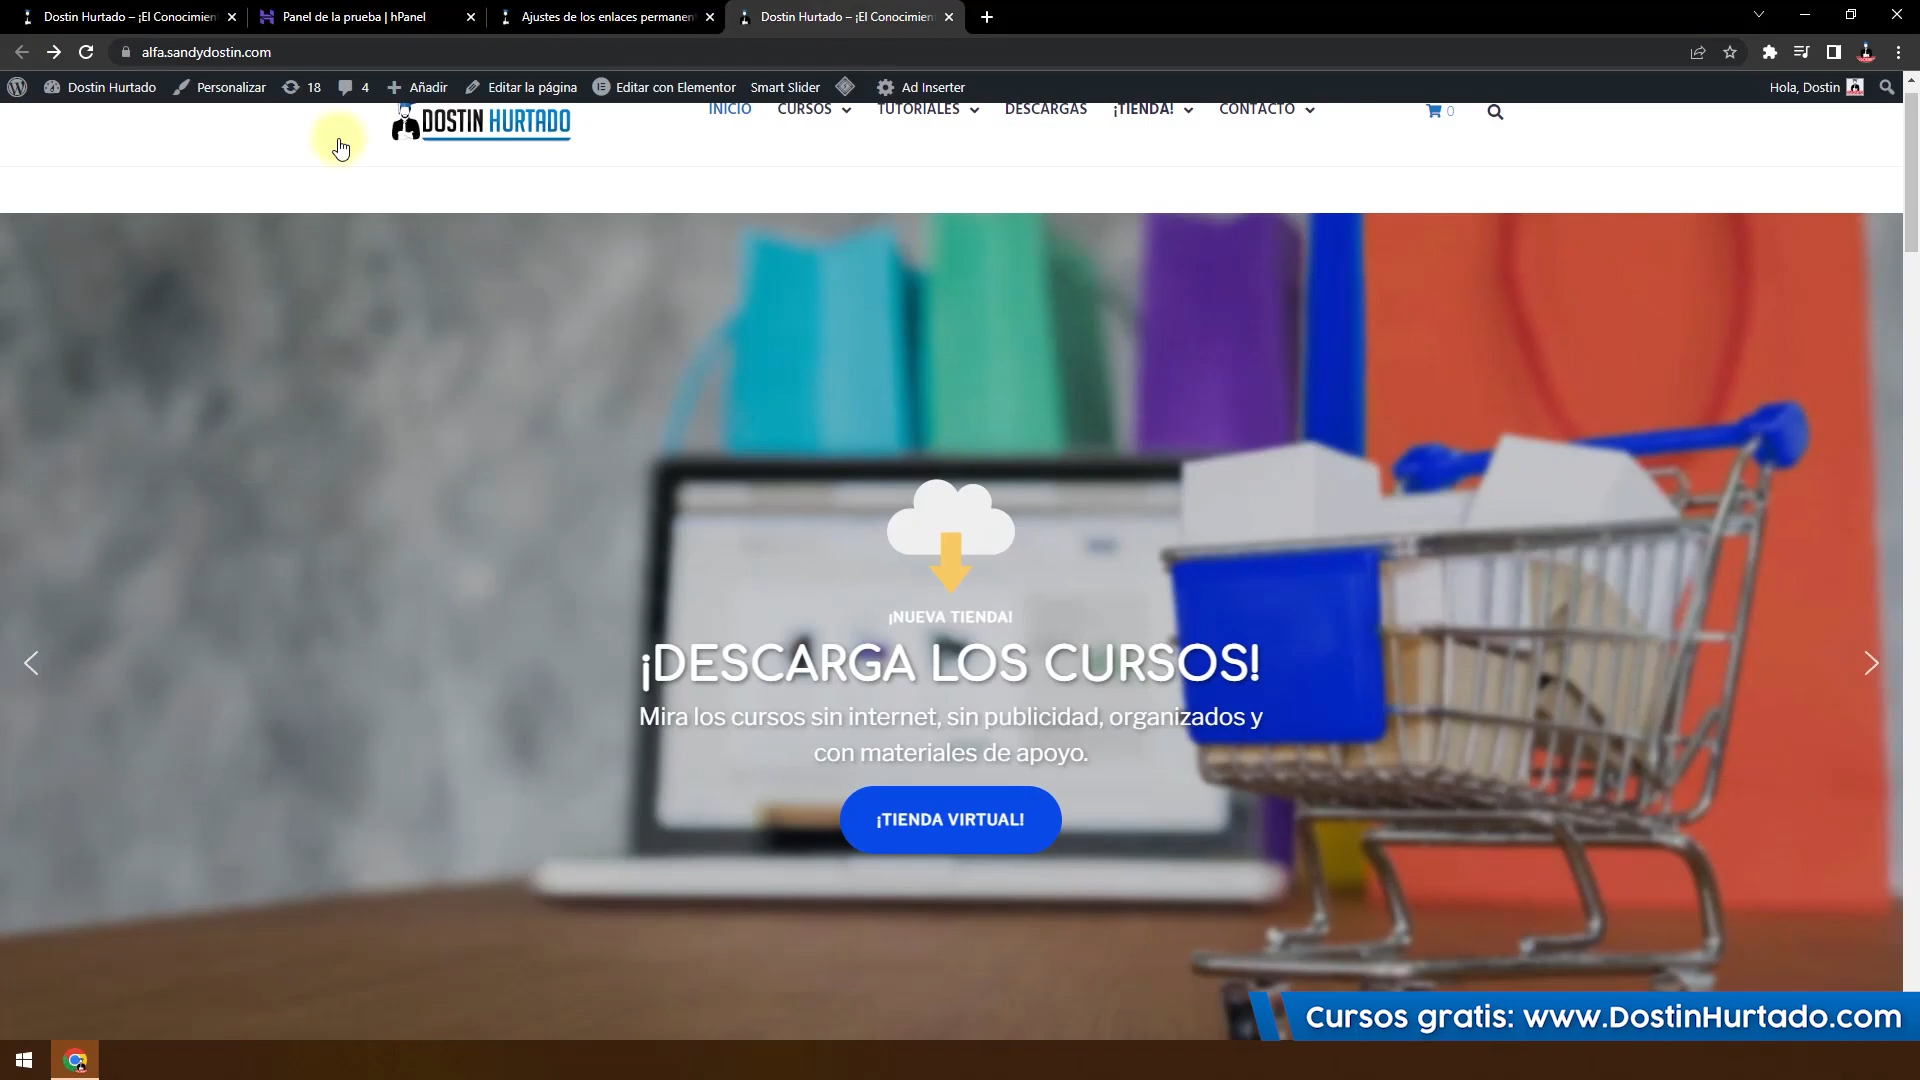 Dostin Hurtado – ¡El Conocimien
Panel de la prueba | hPanel
Ajustes de los enlaces permanen
Dostin Hurtado – ¡El Conocimien
alfa.sandydostin.com
Dostin Hurtado
Personalizar
18
4
Añadir
Editar la página
Editar con Elementor
Smart Slider
Ad Inserter
Hola, Dostin
DOSTIN HURTADO
INICIO
CURSOS
TUTORIALES
DESCARGAS
¡TIENDA!
CONTACTO
0
¡NUEVA TIENDA!
¡DESCARGA LOS CURSOS!
Mira los cursos sin internet, sin publicidad, organizados y
con materiales de apoyo.
¡TIENDA VIRTUAL!
Cursos gratis: www.DostinHurtado.com